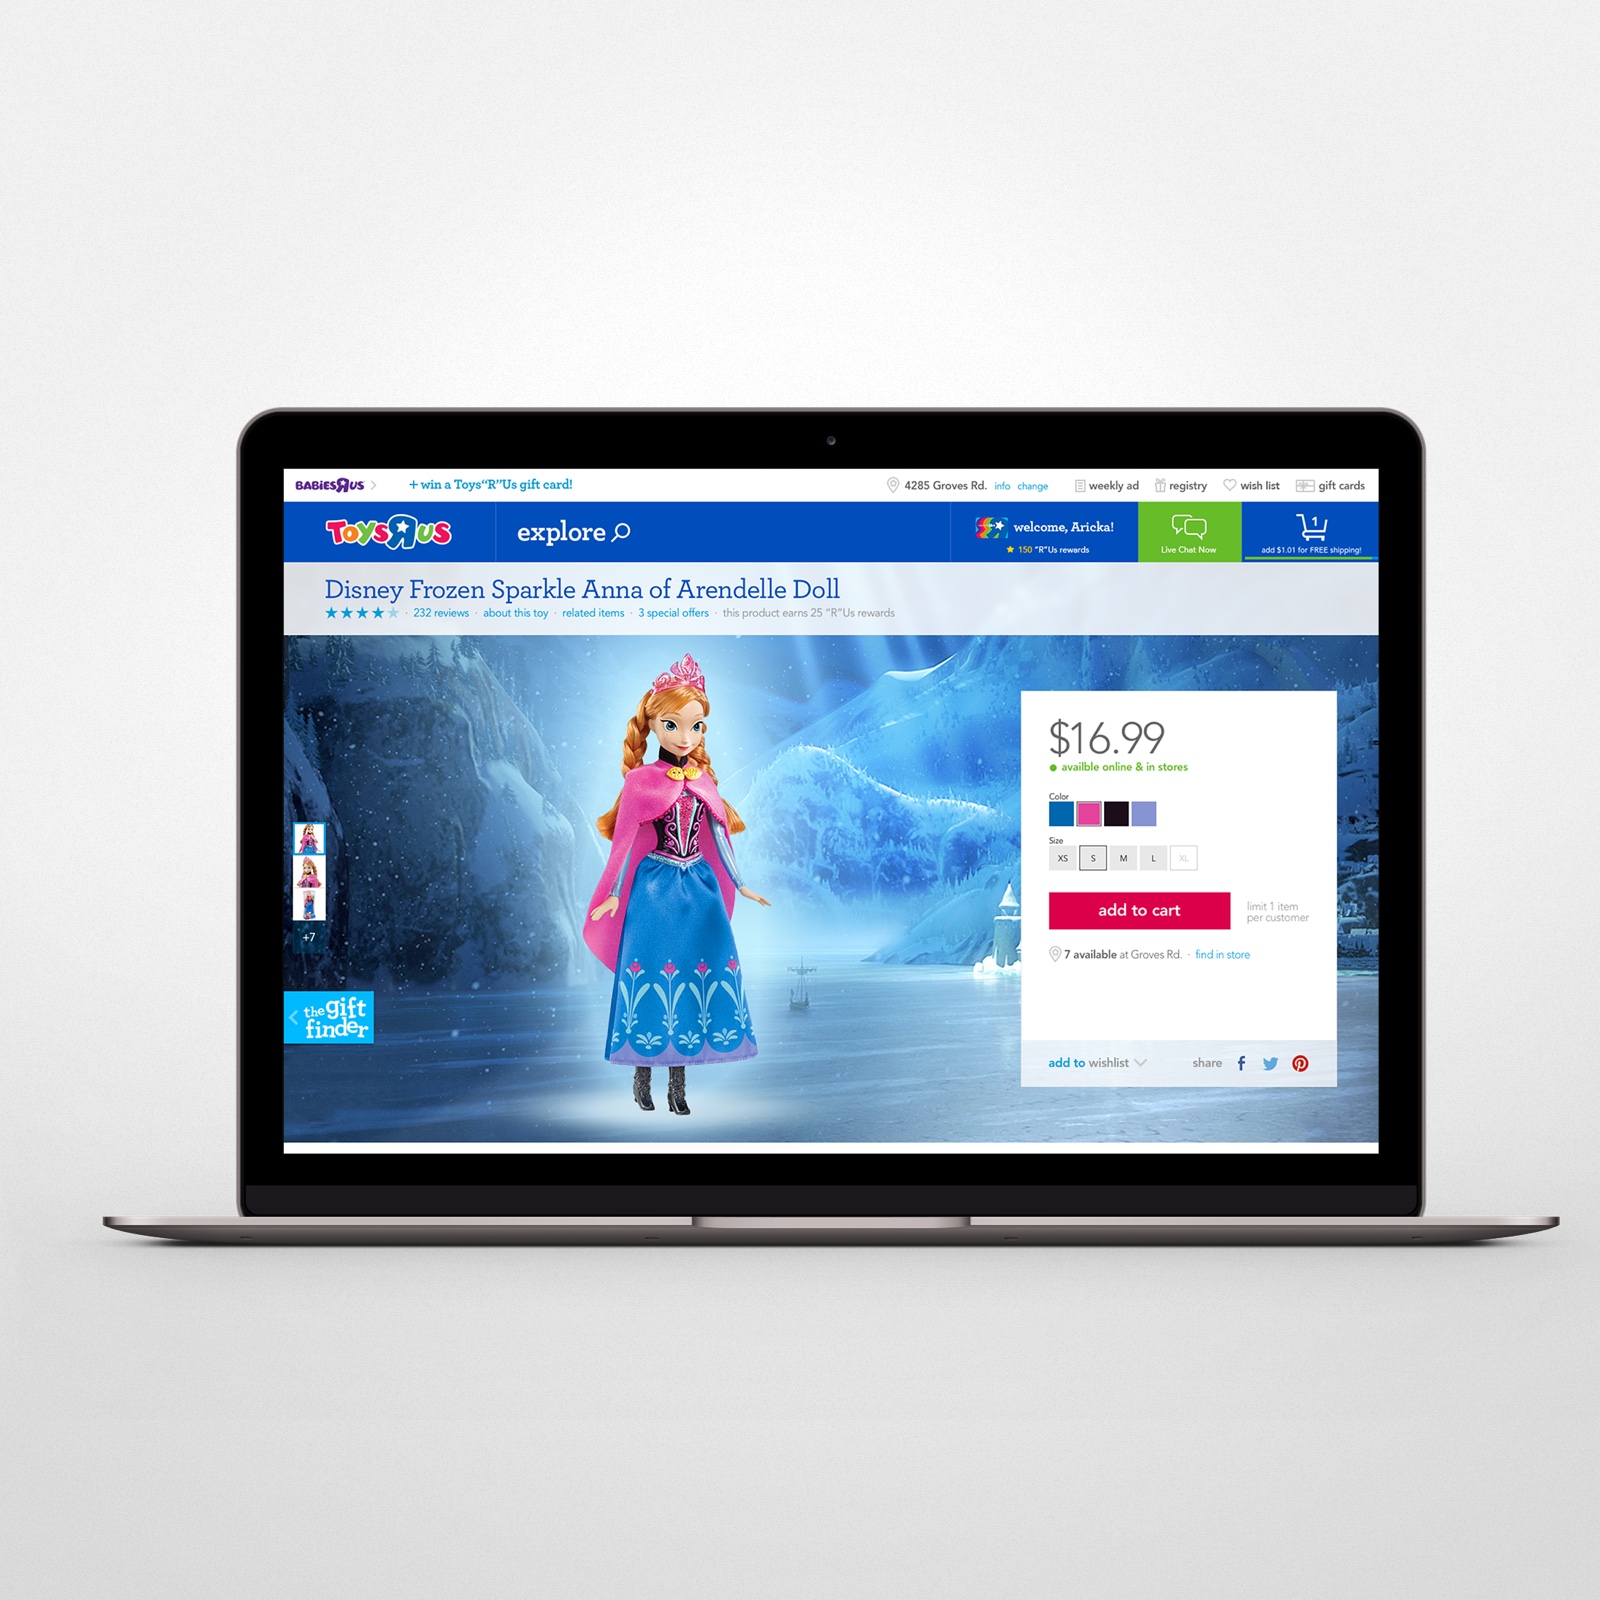 BABIESRUS
+ win a Toys“R”Us gift card!
4285 Groves Rd. info change
weekly ad
registry
wish list
gift cards
TOYSRUS
explore
welcome, Aricka!
150 "R"Us rewards
Live Chat Now
1
add $1.01 for FREE shipping!
Disney Frozen Sparkle Anna of Arendelle Doll
232 reviews · about this toy · related items · 3 special offers · this product earns 25 "R"Us rewards
+7
the gift
finder
$16.99
availble online & in stores
Color
Size
XS S M L XL
add to cart
limit 1 item
per customer
7 available at Groves Rd. · find in store
add to wishlist
share